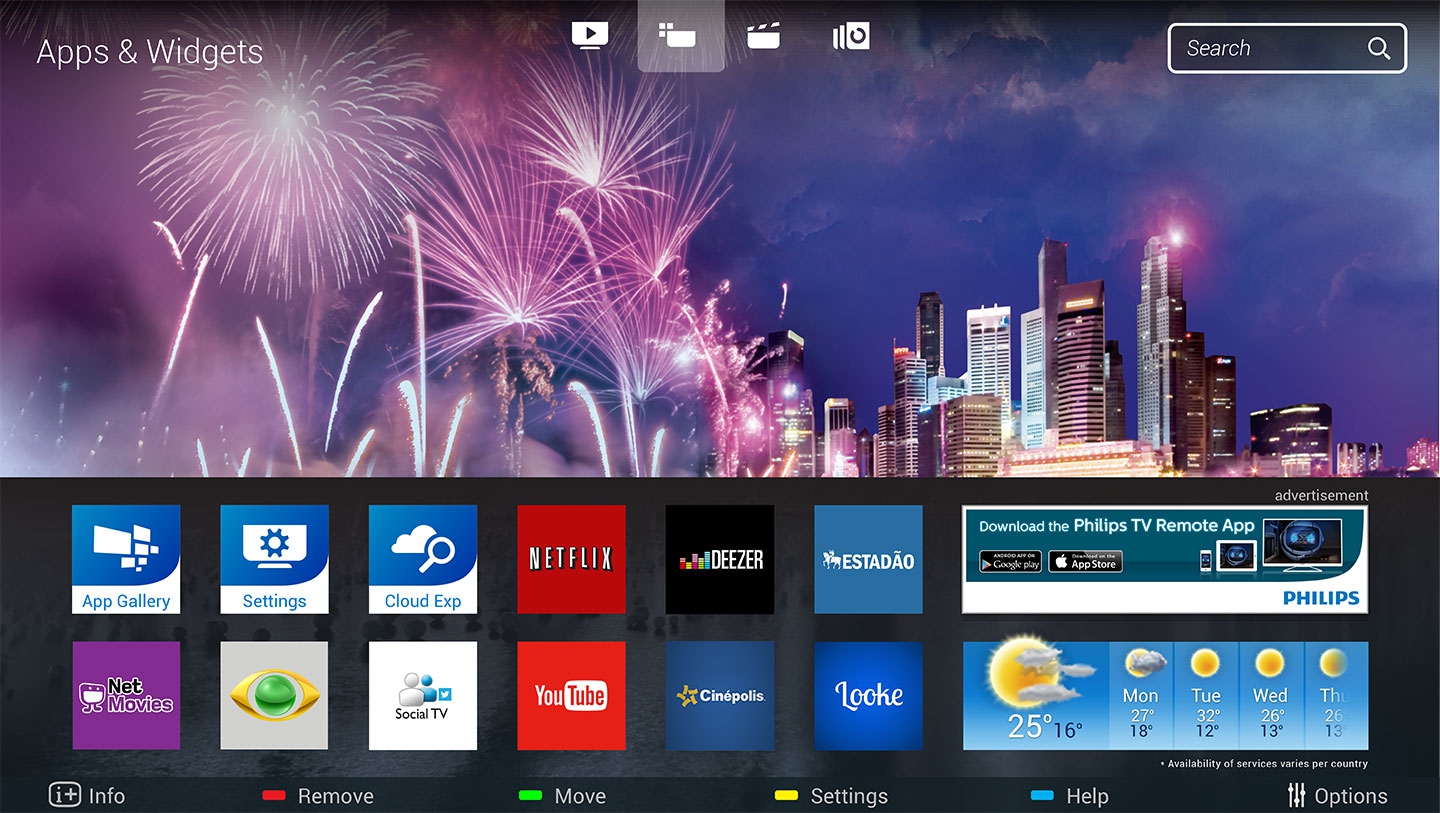 Apps & Widgets
Search
advertisement
Download the Philips TV Remote App
ANDROID APP ON
Google play
Download on the
App Store
PHILIPS
App Gallery
Settings
Cloud Exp
NETFLIX
DEEZER
ESTADÃO
Net
Movies
Social TV
YouTube
Cinépolis
Looke
25° 16°
Mon
27°
18°
Tue
32°
12°
Wed
26°
13°
Thu
26°
13°
• Availability of services varies per country
i+ Info
Remove
Move
Settings
Help
Options